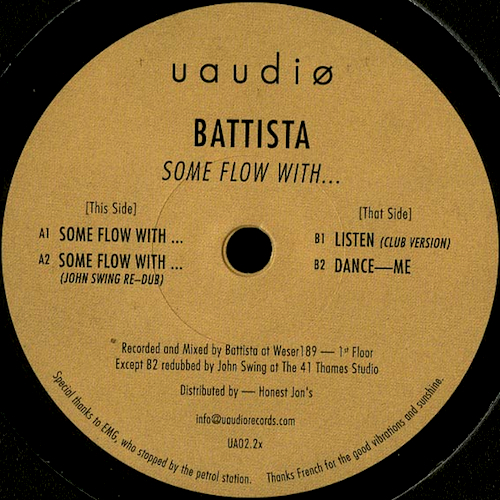 uaudiø
BATTISTA
SOME FLOW WITH...
[This Side]
A1 SOME FLOW WITH ...
A2 SOME FLOW WITH ...
(JOHN SWING RE–DUB)
[That Side]
B1 LISTEN (CLUB VERSION)
B2 DANCE—ME
Recorded and Mixed by Battista at Weser189 — 1st Floor
Except B2 redubbed by John Swing at The 41 Thames Studio
Distributed by — Honest Jon's
info@uaudiorecords.com
UA02.2x
Special thanks to EMG, who stopped by the petrol station. Thanks French for the good vibrations and sunshine.